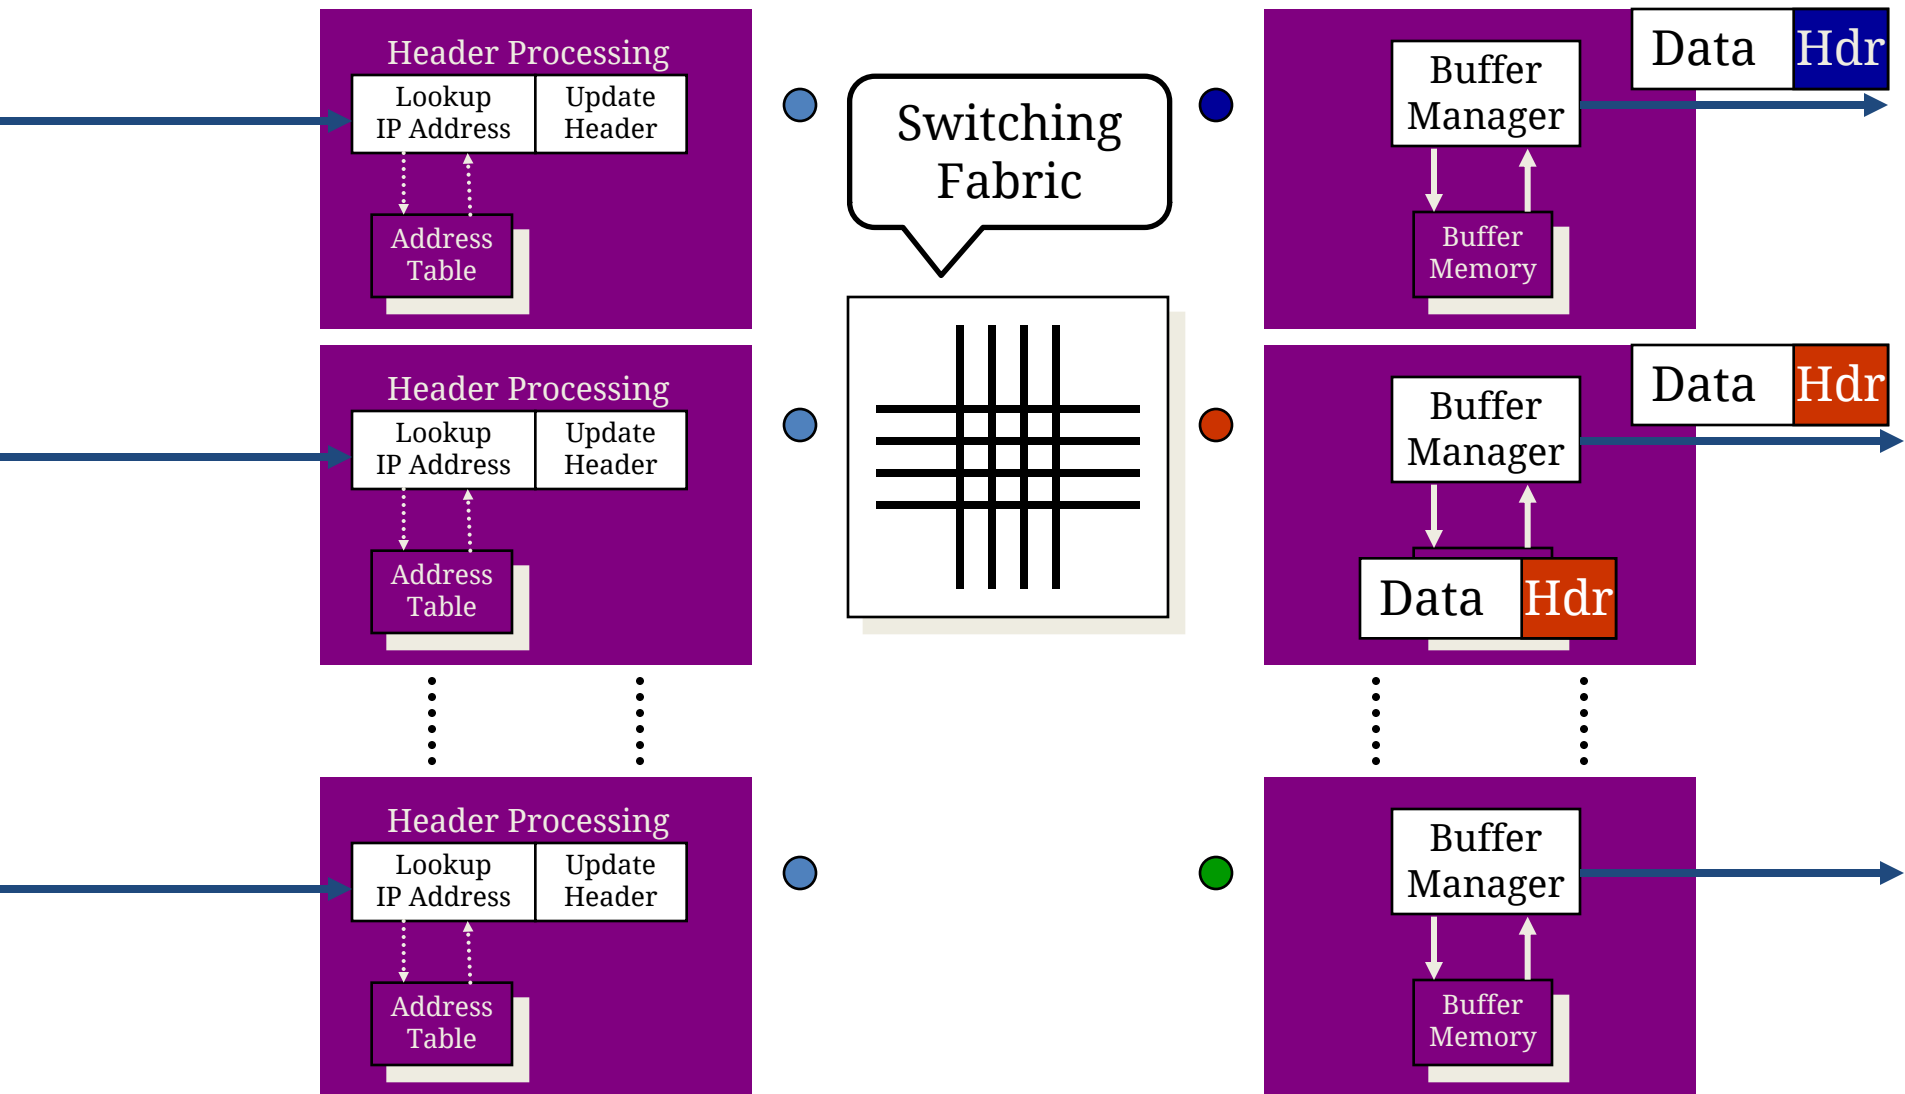 Header Processing
Lookup
IP Address
Update
Header
Address
Table
Switching
Fabric
Buffer
Manager
Buffer
Memory
Data
Hdr
Header Processing
Lookup
IP Address
Update
Header
Address
Table
Buffer
Manager
Data
Hdr
Data
Hdr
Header Processing
Lookup
IP Address
Update
Header
Address
Table
Buffer
Manager
Buffer
Memory